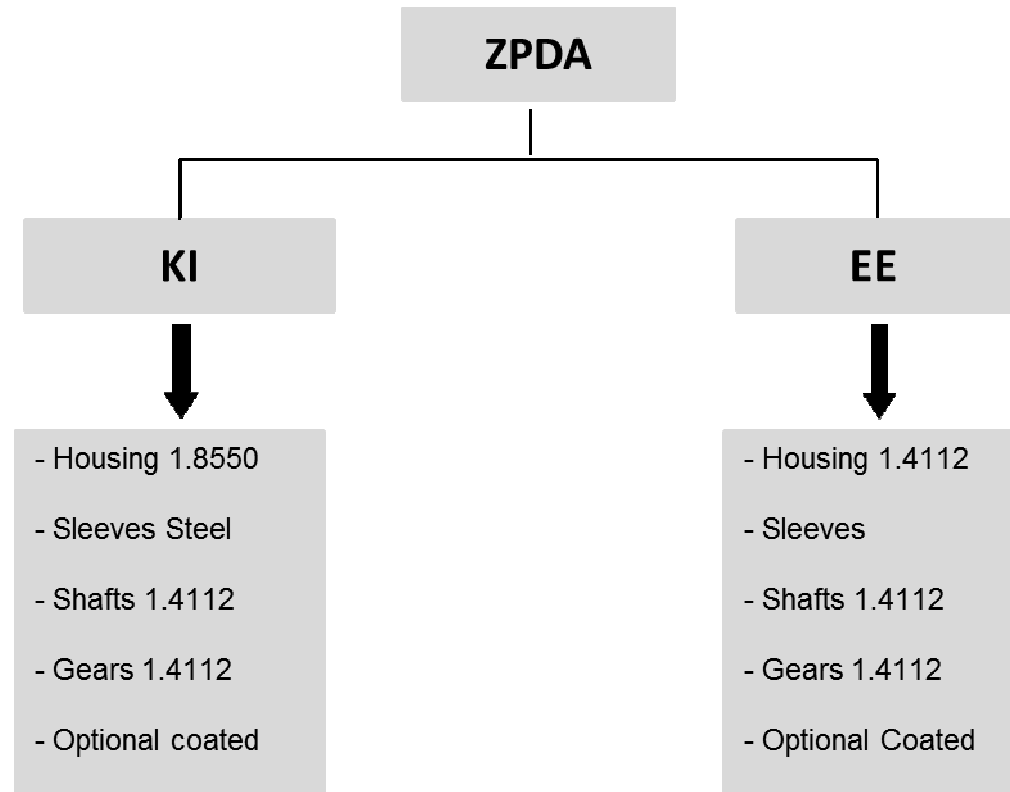 ZPDA
KI
EE
- Housing 1.8550
- Sleeves Steel
- Shafts 1.4112
- Gears 1.4112
- Optional coated
- Housing 1.4112
- Sleeves
- Shafts 1.4112
- Gears 1.4112
- Optional Coated